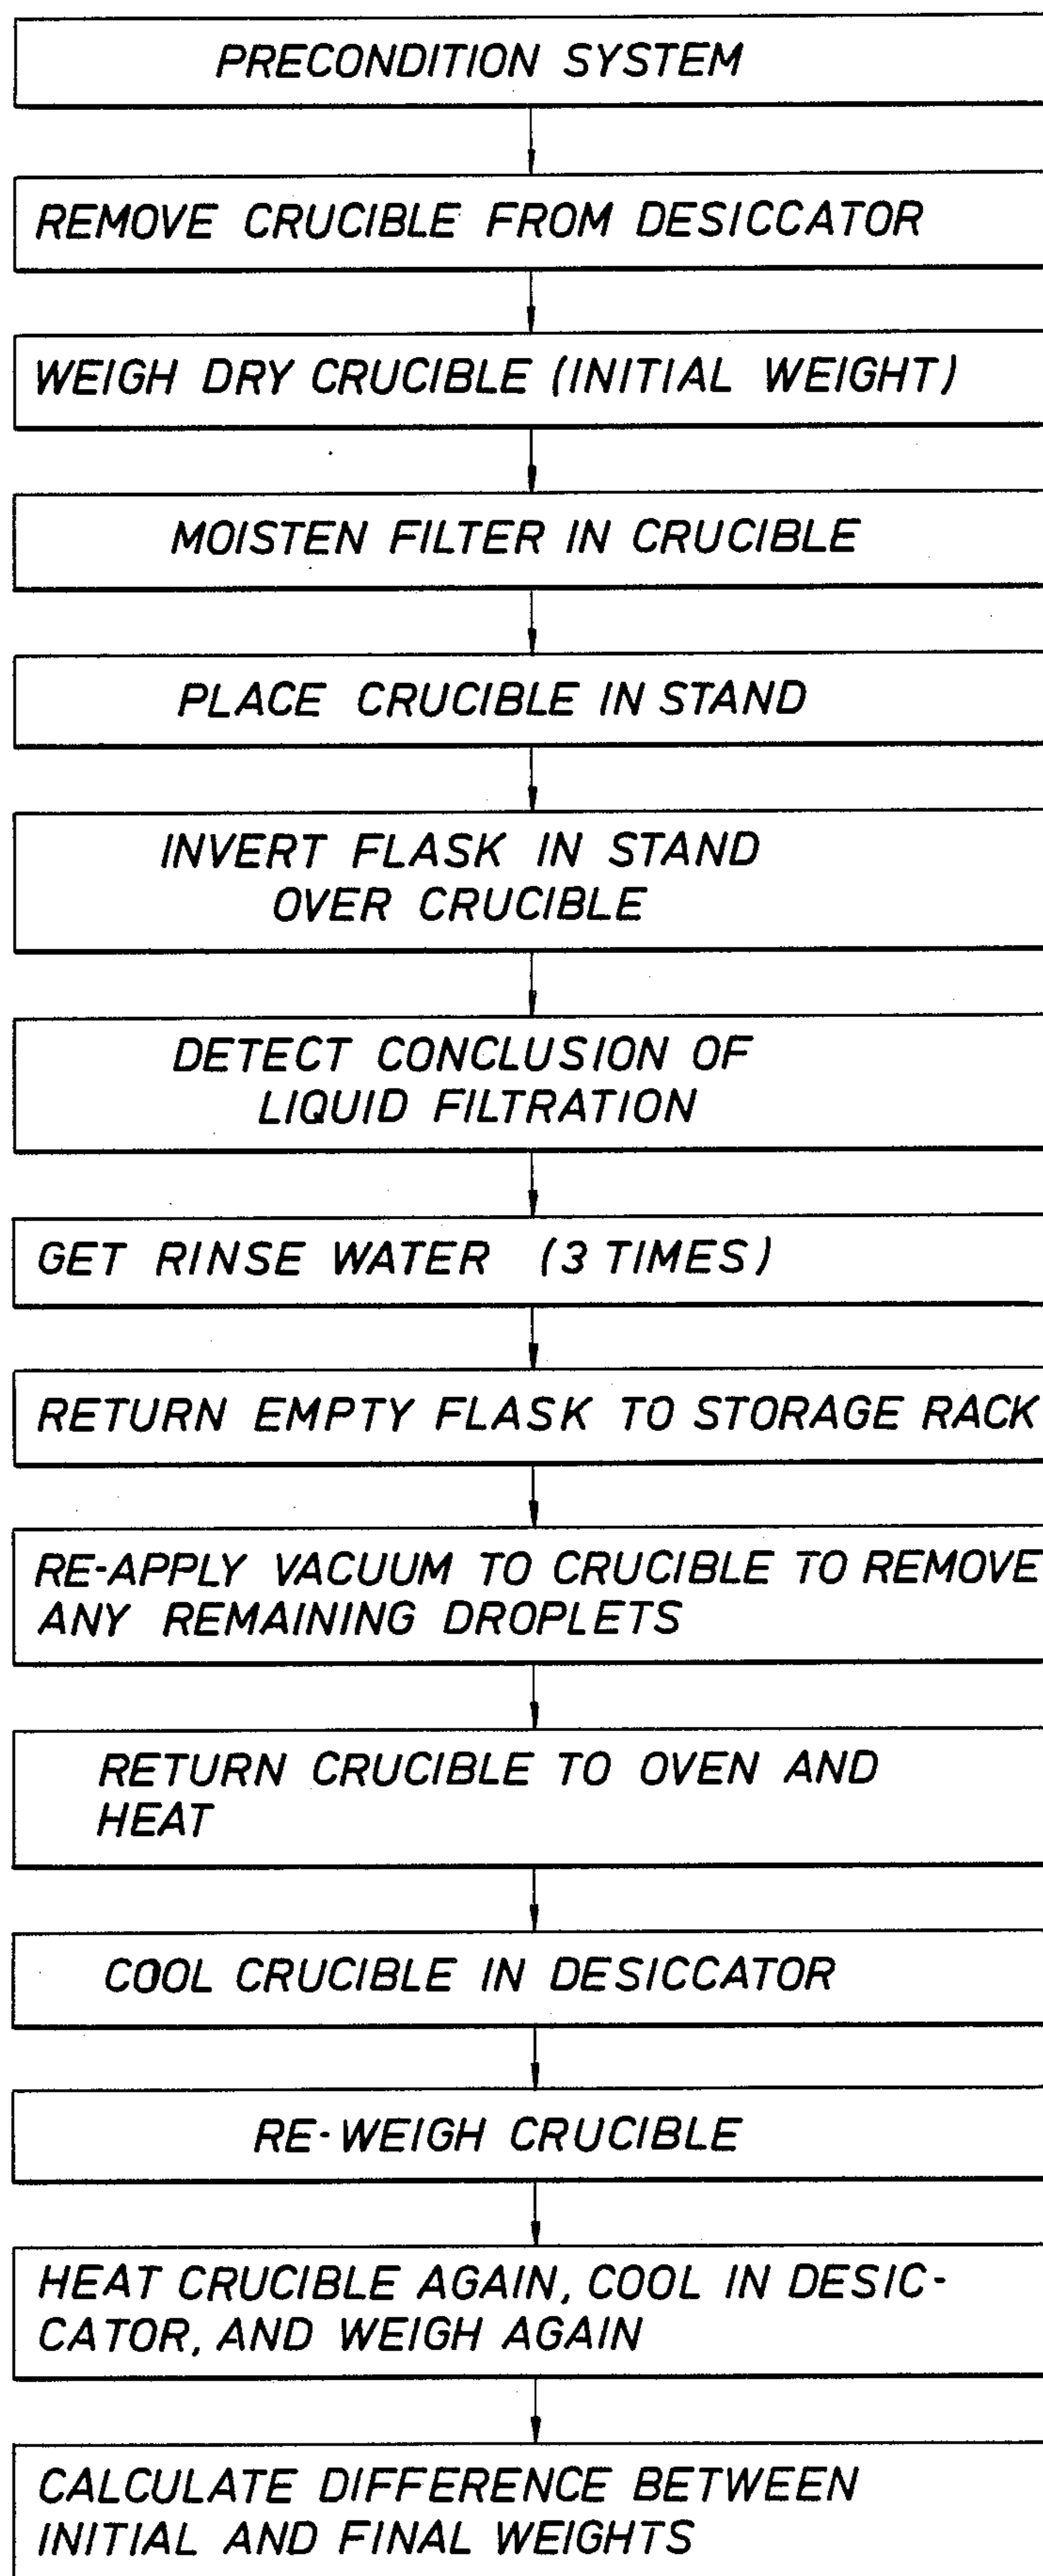 PRECONDITION SYSTEM
REMOVE CRUCIBLE FROM DESICCATOR
WEIGH DRY CRUCIBLE (INITIAL WEIGHT)
MOISTEN FILTER IN CRUCIBLE
PLACE CRUCIBLE IN STAND
INVERT FLASK IN STAND
OVER CRUCIBLE
DETECT CONCLUSION OF
LIQUID FILTRATION
GET RINSE WATER (3 TIMES)
RETURN EMPTY FLASK TO STORAGE RACK
RE-APPLY VACUUM TO CRUCIBLE TO REMOVE
ANY REMAINING DROPLETS
RETURN CRUCIBLE TO OVEN AND
HEAT
COOL CRUCIBLE IN DESICCATOR
RE-WEIGH CRUCIBLE
HEAT CRUCIBLE AGAIN, COOL IN DESIC-
CATOR, AND WEIGH AGAIN
CALCULATE DIFFERENCE BETWEEN
INITIAL AND FINAL WEIGHTS